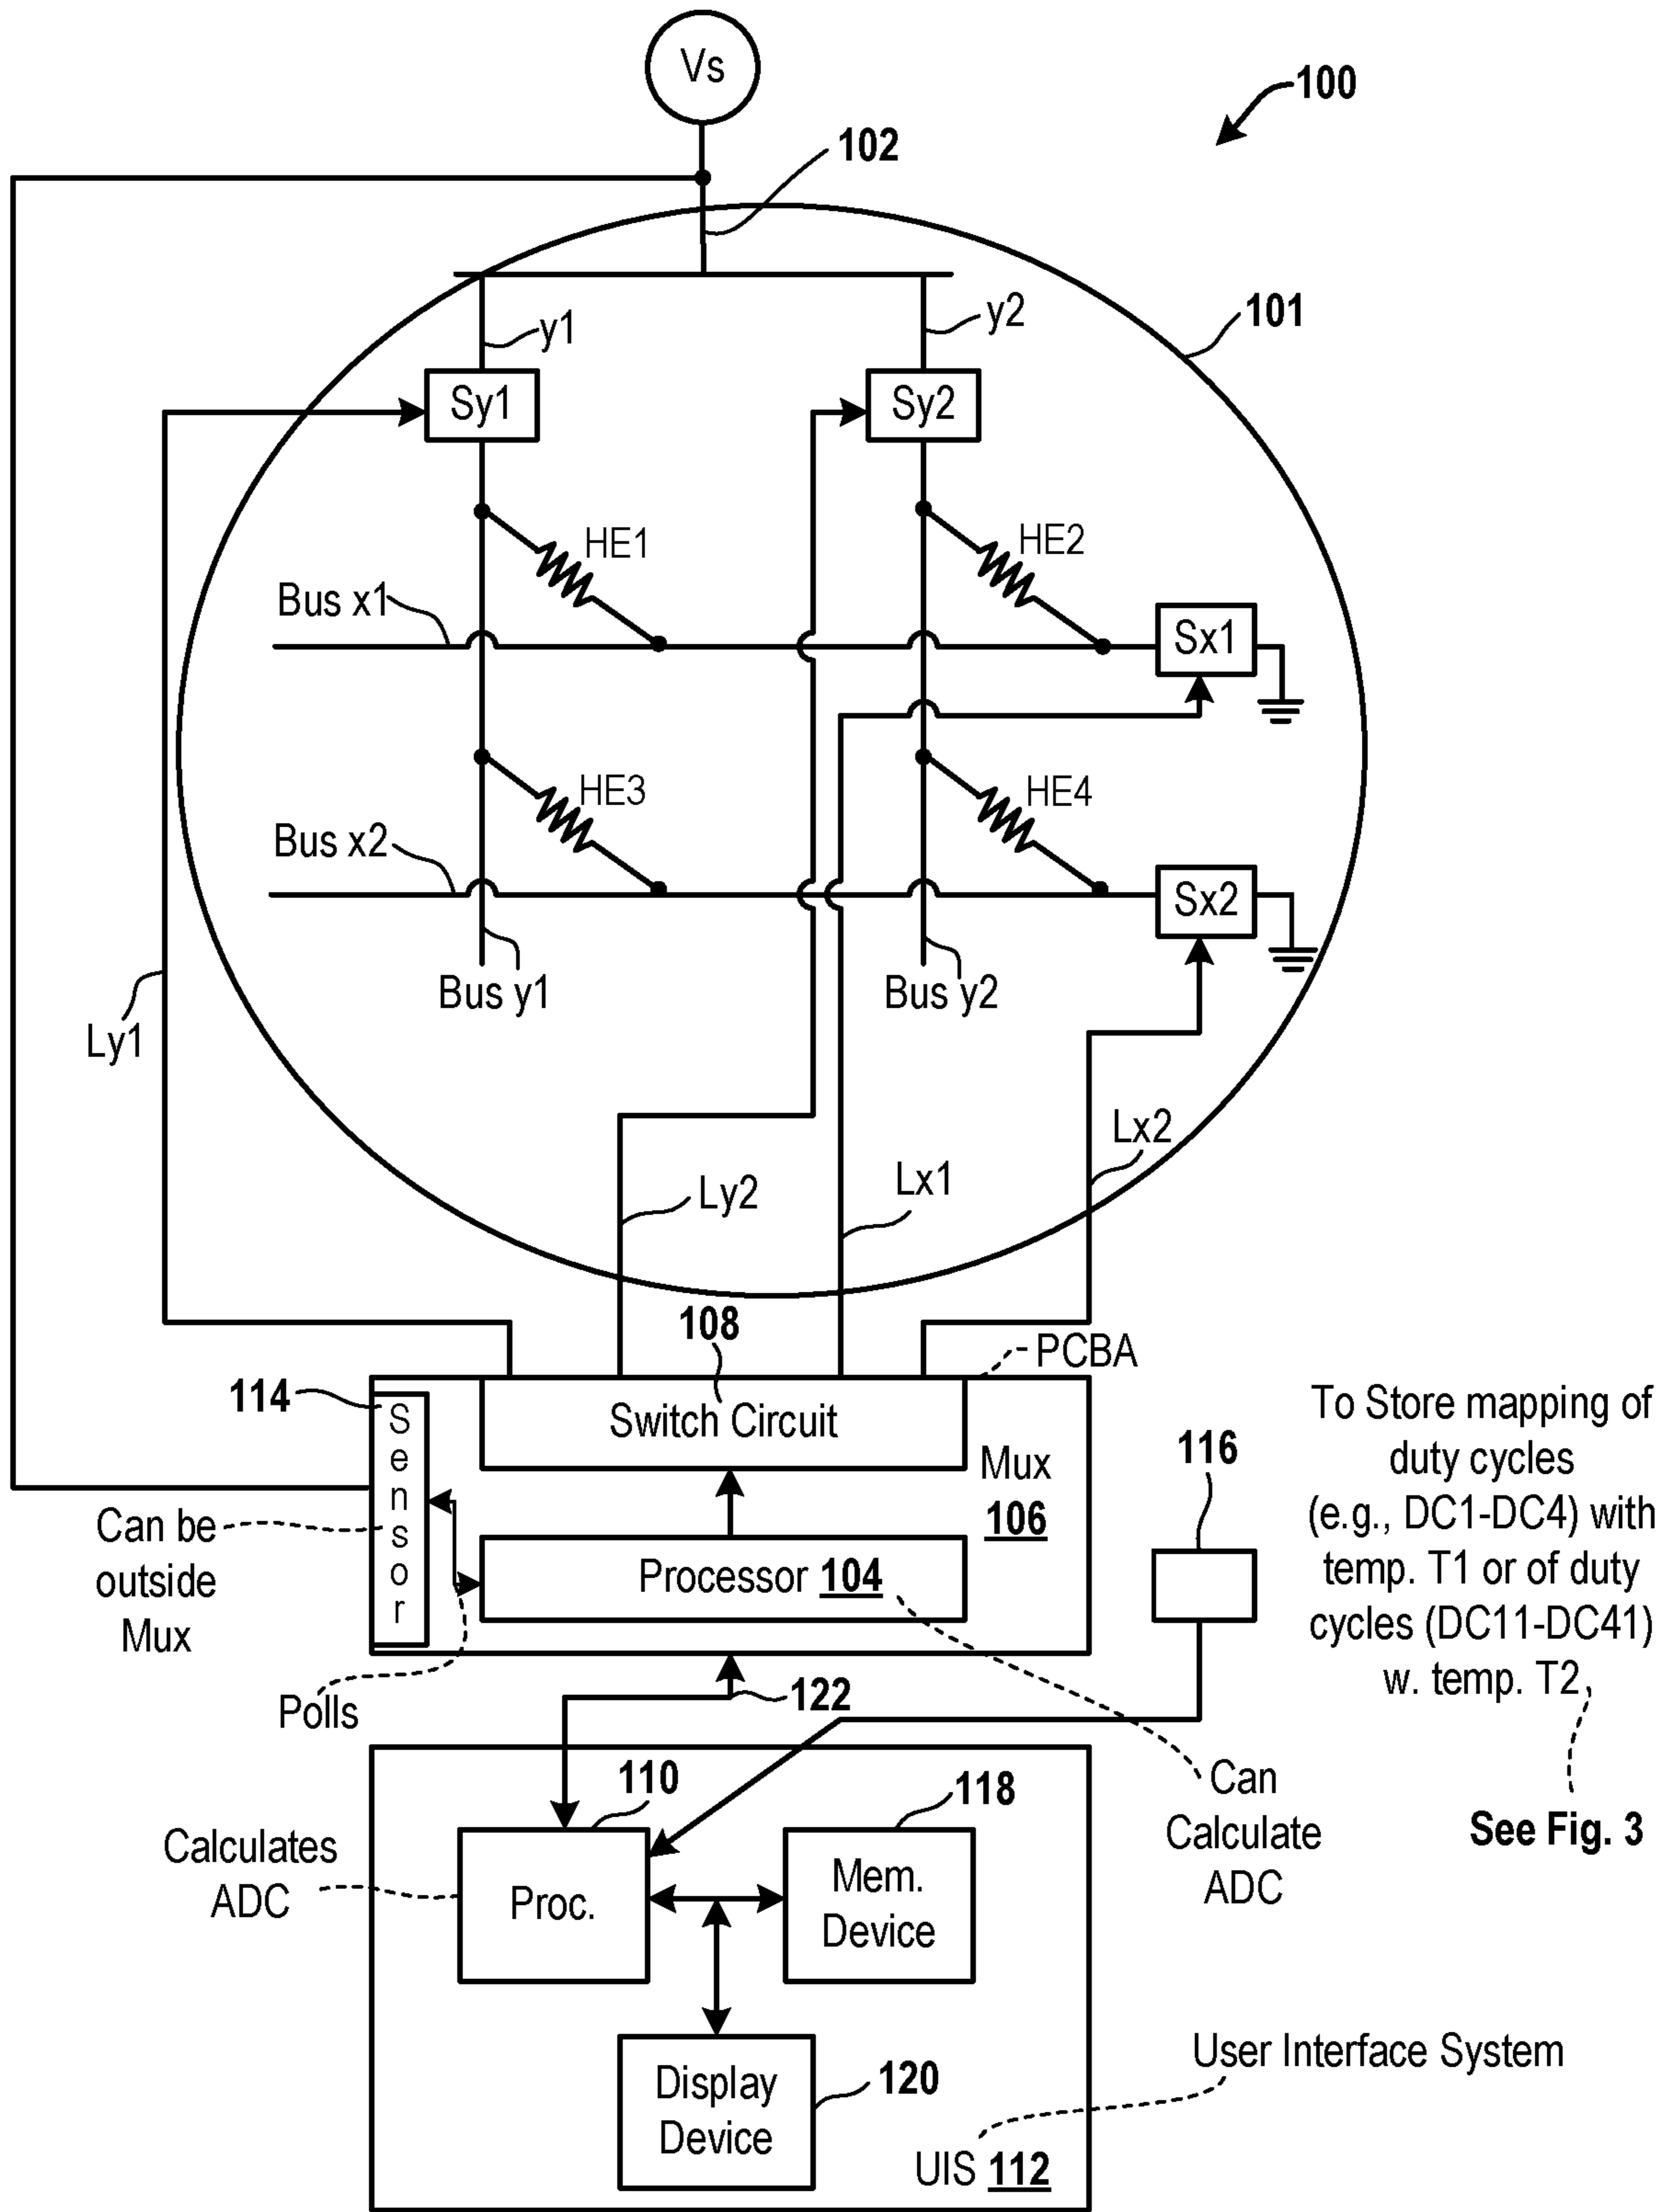 Vs
100
102
y1
y2
101
Sy1
Sy2
HE1
HE2
Bus x1
Sx1
HE3
HE4
Bus x2
Sx2
Bus y1
Bus y2
Ly1
Lx2
Ly2
Lx1
108
PCBA
114
Sensor
Switch Circuit
Mux
106
116
To Store mapping of
duty cycles
(e.g., DC1-DC4) with
temp. T1 or of duty
cycles (DC11-DC41)
w. temp. T2
Can be
outside
Mux
Processor 104
Polls
122
110
118
Can
Calculate
ADC
See Fig. 3
Calculates
ADC
Proc.
Mem.
Device
Display
Device
120
User Interface System
UIS 112